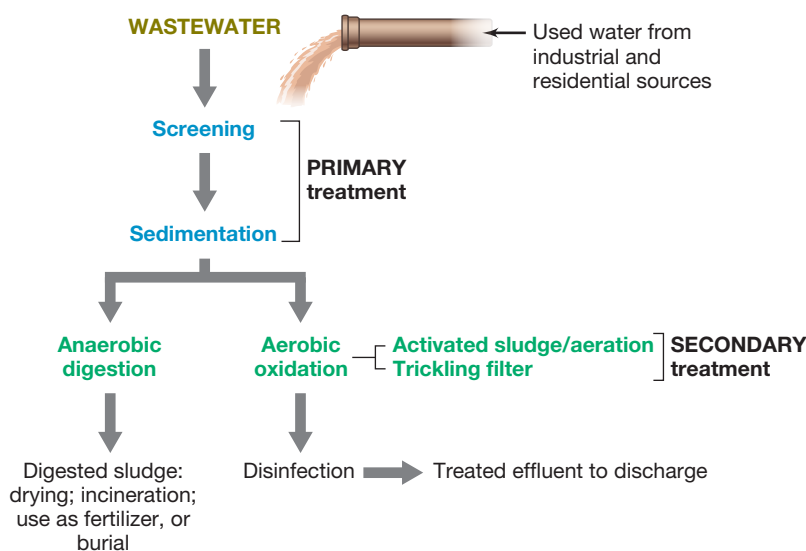 WASTEWATER
Used water from
industrial and
residential sources
Screening
PRIMARY
treatment
Sedimentation
Anaerobic
digestion
Aerobic
oxidation
Activated sludge/aeration
Trickling filter
SECONDARY
treatment
Digested sludge:
drying; incineration;
use as fertilizer, or
burial
Disinfection
Treated effluent to discharge